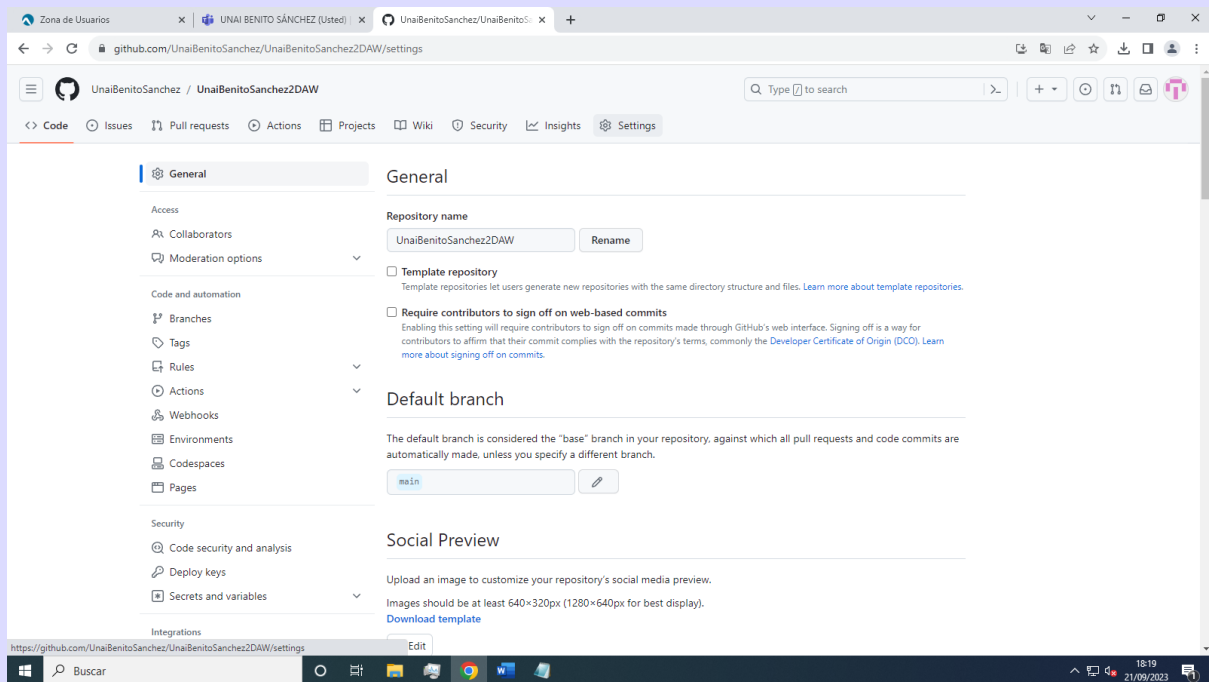 Zona de Usuarios
UNAI BENITO SÁNCHEZ (Usted) |
UnaiBenitoSanchez/UnaiBenitoSa
github.com/UnaiBenitoSanchez/UnaiBenitoSanchez2DAW/settings
UnaiBenitoSanchez / UnaiBenitoSanchez2DAW
Type / to search
Code Issues Pull requests Actions Projects Wiki Security Insights Settings
General
Access
Collaborators
Moderation options
Code and automation
Branches
Tags
Rules
Actions
Webhooks
Environments
Codespaces
Pages
Security
Code security and analysis
Deploy keys
Secrets and variables
Integrations
General
Repository name
UnaiBenitoSanchez2DAW Rename
Template repository
Template repositories let users generate new repositories with the same directory structure and files. Learn more about template repositories.
Require contributors to sign off on web-based commits
Enabling this setting will require contributors to sign off on commits made through GitHub's web interface. Signing off is a way for
contributors to affirm that their commit complies with the repository's terms, commonly the Developer Certificate of Origin (DCO). Learn
more about signing off on commits.
Default branch
The default branch is considered the "base" branch in your repository, against which all pull requests and code commits are
automatically made, unless you specify a different branch.
main
Social Preview
Upload an image to customize your repository's social media preview.
Images should be at least 640×320px (1280×640px for best display).
Download template
Edit
https://github.com/UnaiBenitoSanchez/UnaiBenitoSanchez2DAW/settings
Buscar
18:19
21/09/2023
1